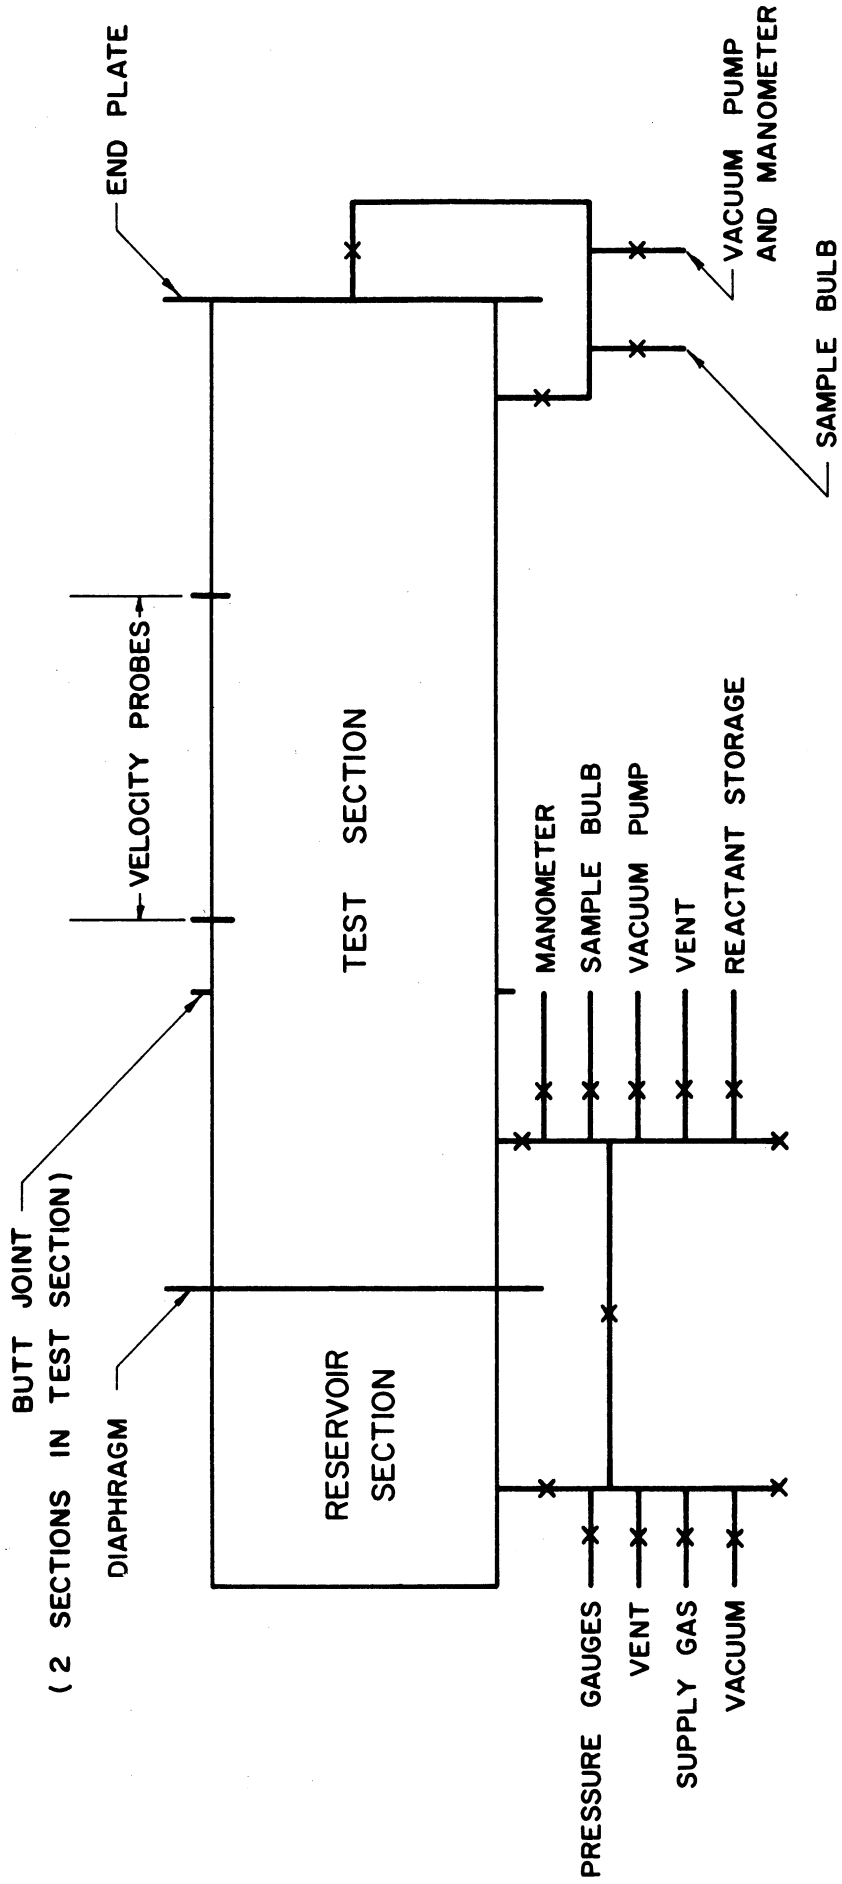 BUTT JOINT
(2 SECTIONS IN TEST SECTION)
DIAPHRAGM
VELOCITY PROBES
END PLATE
RESERVOIR
SECTION
TEST SECTION
PRESSURE GAUGES
VENT
SUPPLY GAS
VACUUM
MANOMETER
SAMPLE BULB
VACUUM PUMP
VENT
REACTANT STORAGE
VACUUM PUMP
AND MANOMETER
SAMPLE BULB